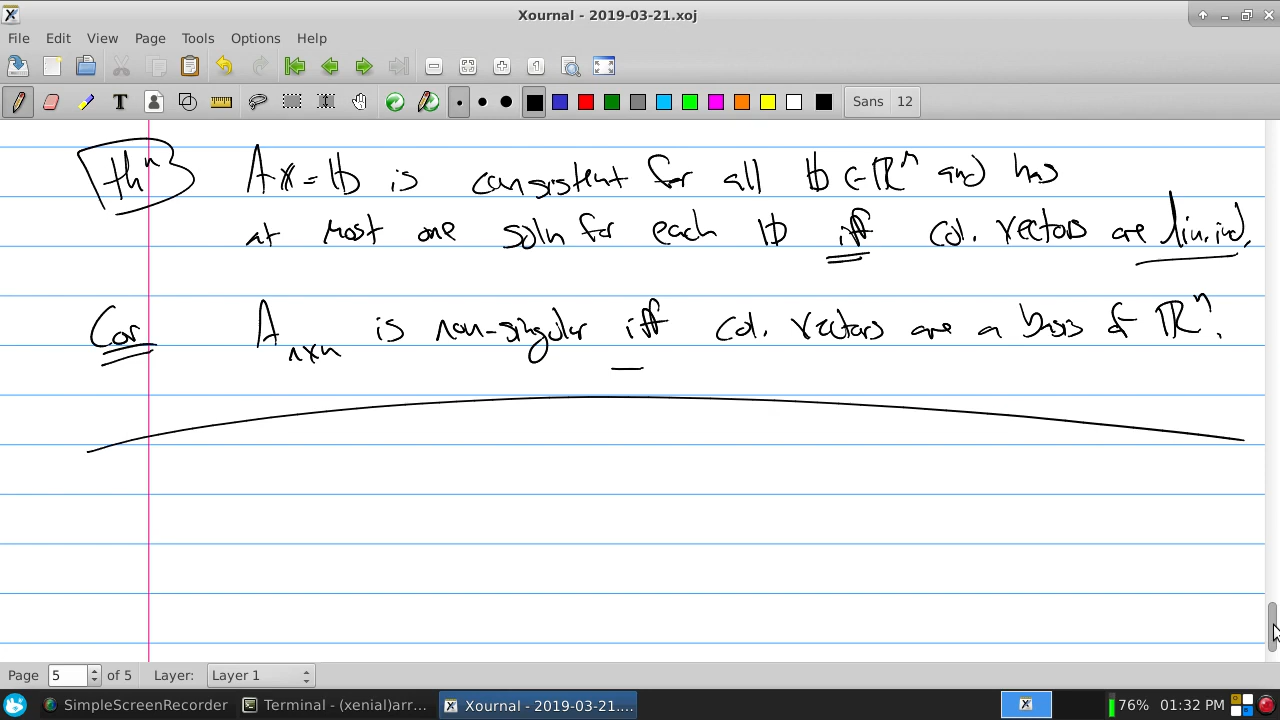 Xournal - 2019-03-21.xoj
File Edit View Page Tools Options Help
Sans 12
Thⁿ Ax = b is consistent for all b ∈ ℝⁿ and has
at most one soln for each b iff col. vectors are lin. ind.
Cor Aₙₓₙ is non-singular iff col. vectors are a basis of ℝⁿ.
Page 5 of 5 Layer: Layer 1
SimpleScreenRecorder Terminal - (xenial)arr... Xournal - 2019-03-21.... 76% 01:32 PM